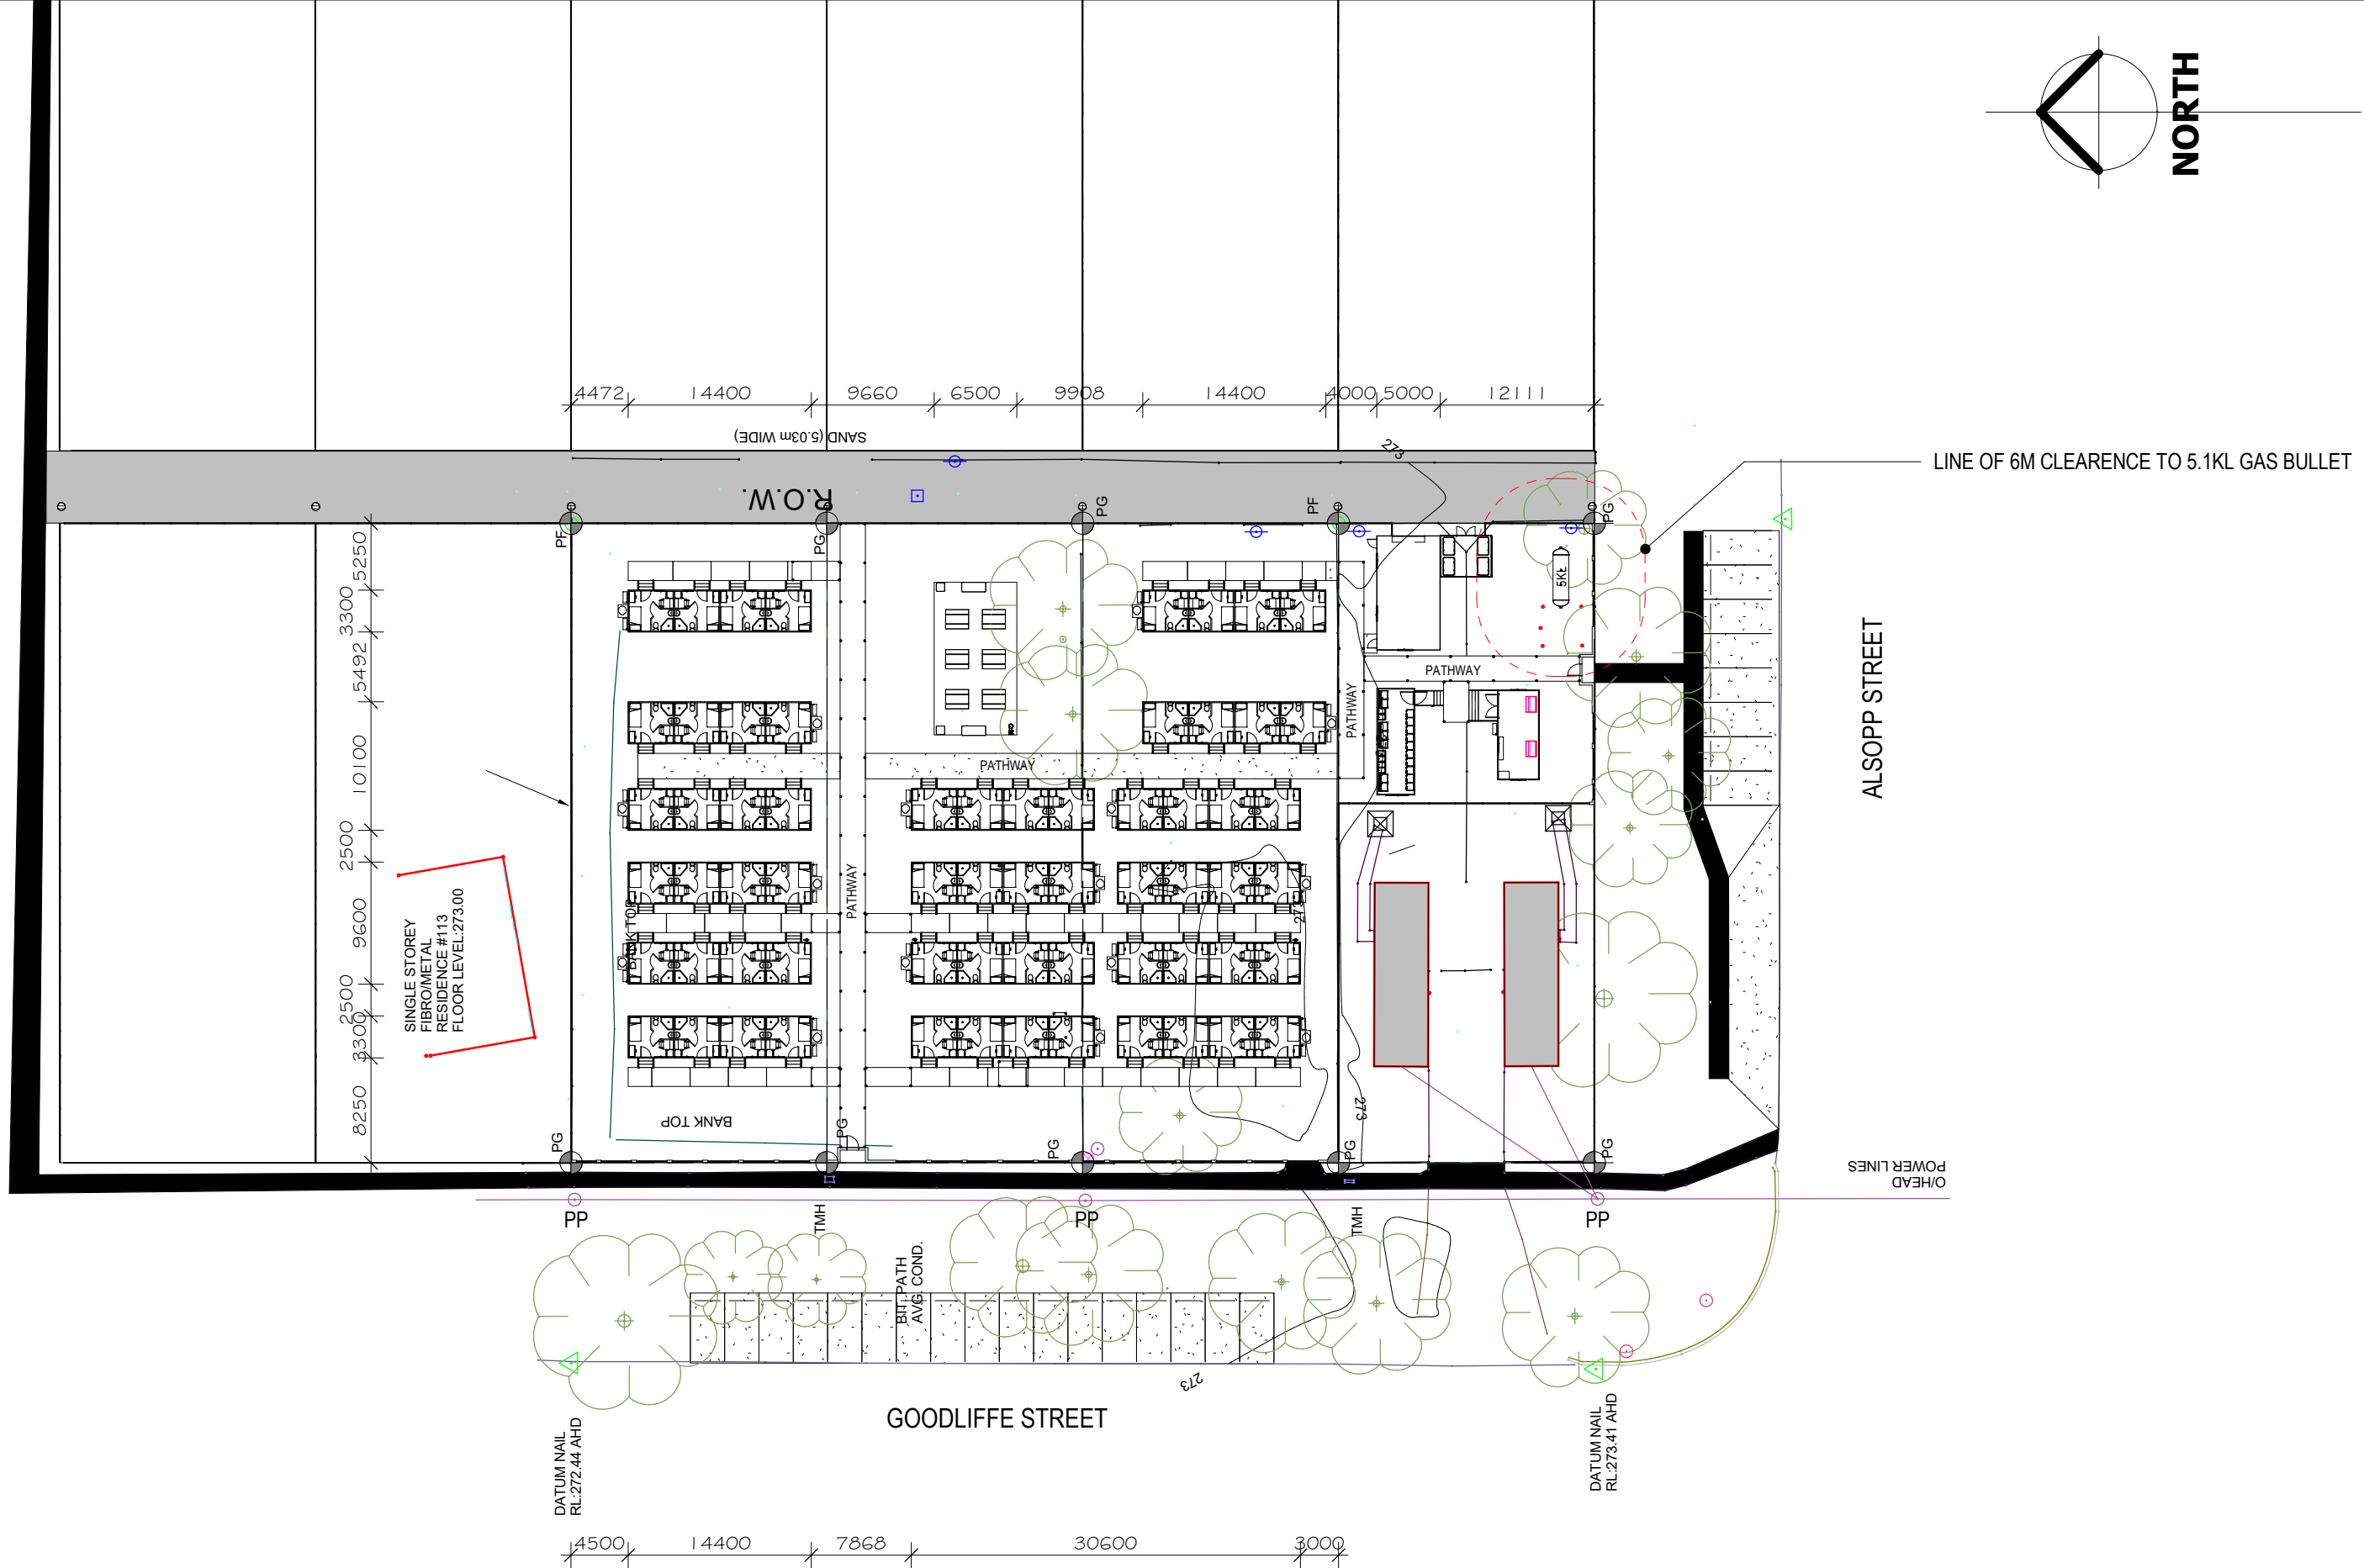 NORTH
4472
14400
9660
6500
9908
14400
4000
5000
12111
SAND (5.03m WIDE)
273
LINE OF 6M CLEARENCE TO 5.1KL GAS BULLET
R.O.W.
PF
PG
PG
PF
PG
5250
3300
5492
10100
2500
9600
2500
3300
8250
5KL
PATHWAY
PATHWAY
PATHWAY
PATHWAY
ALSOPP STREET
SINGLE STOREY
FIBRO/METAL
RESIDENCE #113
FLOOR LEVEL:273.00
BANK TOP
273
BANK TOP
273
PG
PG
PG
PG
PG
O/HEAD
POWER LINES
PP
PP
PP
TMH
TMH
BIT. PATH
AVG. COND.
273
GOODLIFFE STREET
DATUM NAIL
RL:272.44 AHD
DATUM NAIL
RL:273.41 AHD
4500
14400
7868
30600
3000